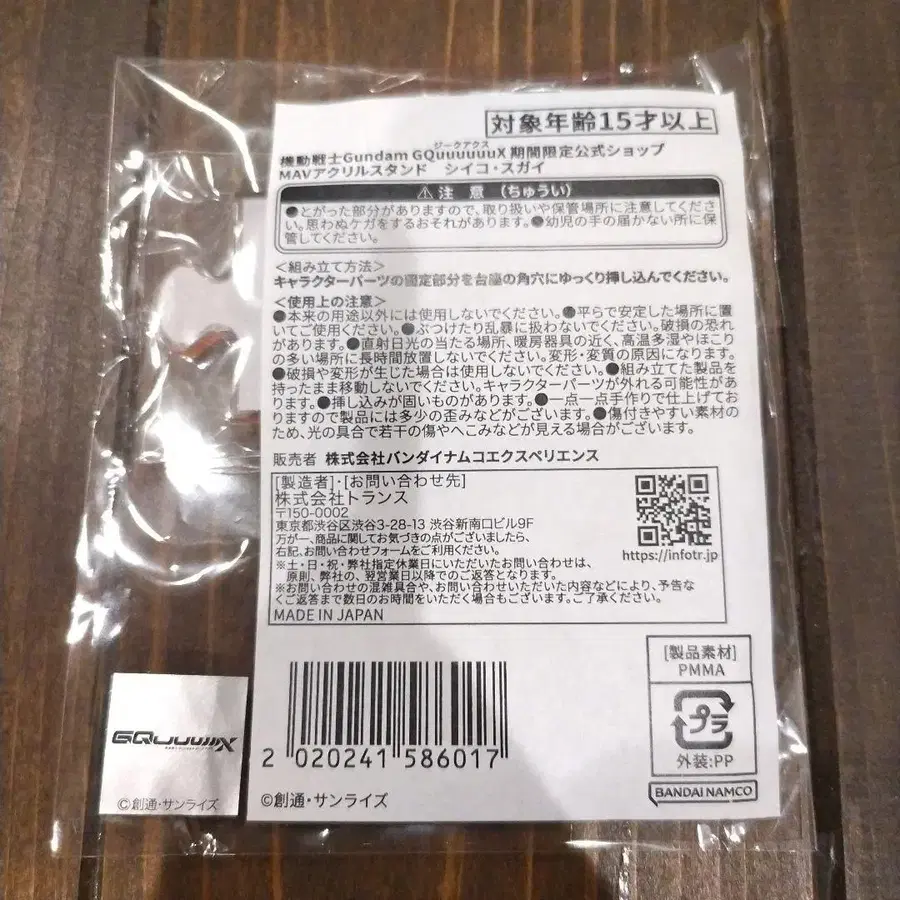 対象年齢15才以上
ジークアクス
機動戦士Gundam GQuuuuuuX 期間限定公式ショップ
MAVアクリルスタンド シイコ・スガイ
⚠注 意 (ちゅうい)
●とがった部分がありますので、取り扱いや保管場所に注意してくださ
い。思わぬケガをするおそれがあります。●幼児の手の届かない所に保
管してください。
＜組み立て方法＞
キャラクターパーツの固定部分を台座の角穴にゆっくり挿し込んでください。
＜使用上の注意＞
●本来の用途以外には使用しないでください。●平らで安定した場所に置
いてご使用ください。●ぶつけたり乱暴に扱わないでください。破損の恐れ
があります。●直射日光の当たる場所、暖房器具の近く、高温多湿やほこり
の多い場所に長時間放置しないでください。変形・変質の原因になります。
●破損や変形が生じた場合は使用しないでください。●組み立てた製品を
持ったまま移動しないでください。キャラクターパーツが外れる可能性があ
ります。●挿し込みが固いものがあります。●一点一点手作りで仕上げてお
りますので製品には多少の歪みなどがございます。●傷付きやすい素材の
ため、光の具合で若干の傷やへこみなどが見える場合がございます。
販売者 株式会社バンダイナムコエクスペリエンス
[製造者]・[お問い合わせ先]
株式会社トランス
〒150-0002
東京都渋谷区渋谷3-28-13 渋谷新南口ビル9F
万が一、商品に関してお気づきの点がございましたら、
右記、お問い合わせフォームをご利用ください。
https://infotr.jp
※土・日・祝・弊社指定休業日にいただいたお問い合わせは、
原則、弊社の、翌営業日以降でのご返答となります。
※お問い合わせの混雑具合や、お問い合わせいただいた内容などにより、予告な
くご返答まで数日のお時間をいただく場合もございます。ご了承ください。
MADE IN JAPAN
[製品素材]
PMMA
プラ
外装:PP
BANDAI NAMCO
2 020241 586017
©創通・サンライズ
GQuuuuuuX
©創通・サンライズ